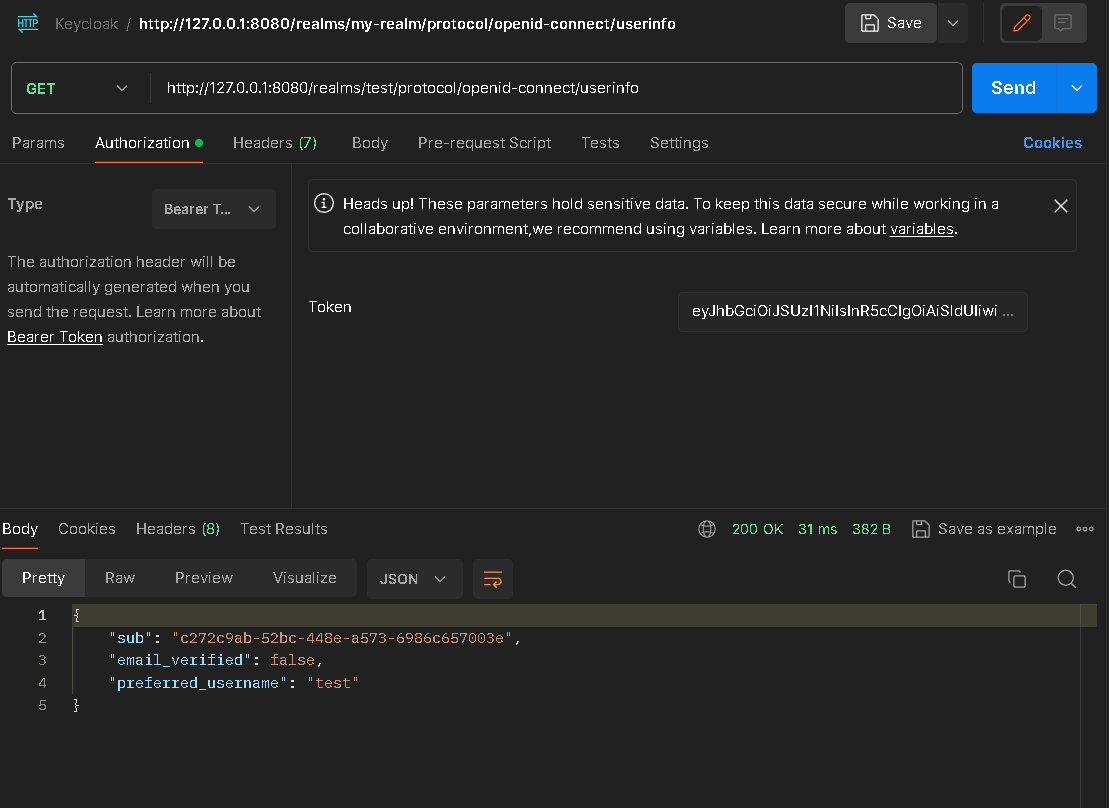 HTTP Keycloak / http://127.0.0.1:8080/realms/my-realm/protocol/openid-connect/userinfo Save
GET http://127.0.0.1:8080/realms/test/protocol/openid-connect/userinfo Send
Params Authorization Headers (7) Body Pre-request Script Tests Settings Cookies
Type Bearer T...
The authorization header will be
automatically generated when you
send the request. Learn more about
Bearer Token authorization.
Heads up! These parameters hold sensitive data. To keep this data secure while working in a
collaborative environment,we recommend using variables. Learn more about variables.
Token eyJhbGciOiJSUzI1NiIsInR5cCIgOiAiSldUIiwi ...
Body Cookies Headers (8) Test Results 200 OK 31 ms 382 B Save as example
Pretty Raw Preview Visualize JSON
1 {
2 "sub": "c272c9ab-52bc-448e-a573-6986c657003e",
3 "email_verified": false,
4 "preferred_username": "test"
5 }